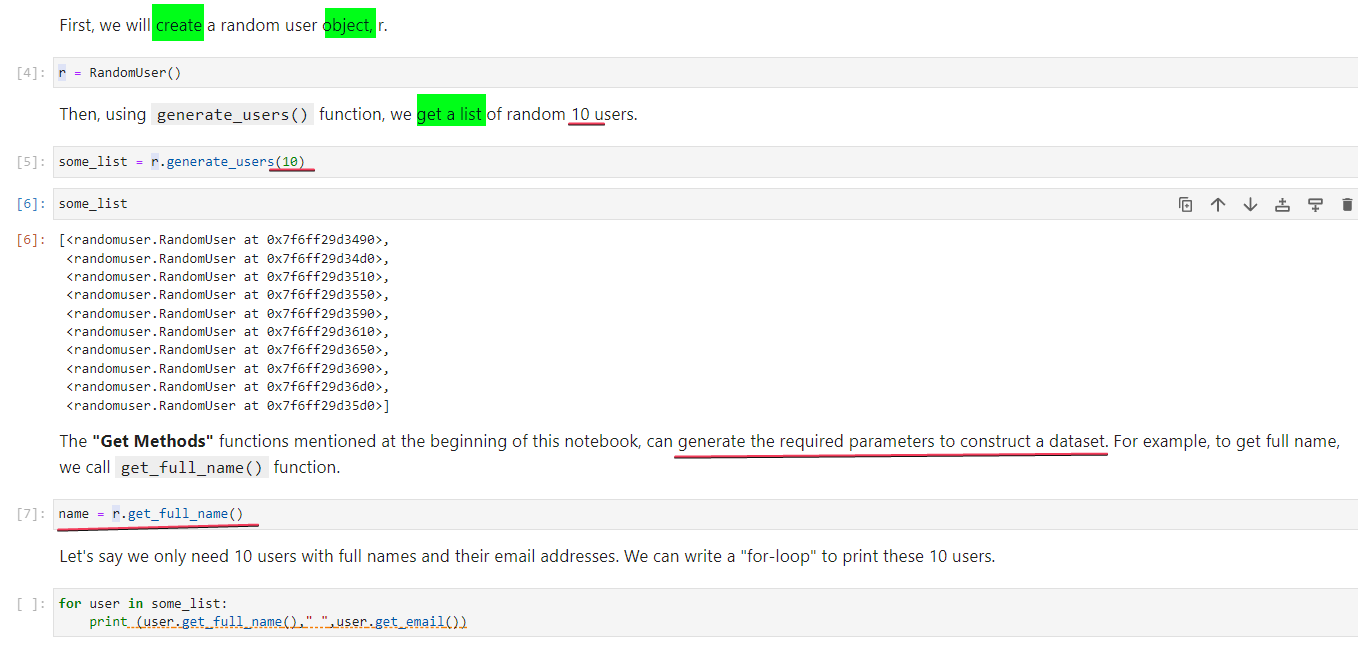 First, we will create a random user object, r.
[4]: r = RandomUser()
Then, using generate_users() function, we get a list of random 10 users.
[5]: some_list = r.generate_users(10)
[6]: some_list
[6]: [<randomuser.RandomUser at 0x7f6ff29d3490>,
<randomuser.RandomUser at 0x7f6ff29d34d0>,
<randomuser.RandomUser at 0x7f6ff29d3510>,
<randomuser.RandomUser at 0x7f6ff29d3550>,
<randomuser.RandomUser at 0x7f6ff29d3590>,
<randomuser.RandomUser at 0x7f6ff29d3610>,
<randomuser.RandomUser at 0x7f6ff29d3650>,
<randomuser.RandomUser at 0x7f6ff29d3690>,
<randomuser.RandomUser at 0x7f6ff29d36d0>,
<randomuser.RandomUser at 0x7f6ff29d35d0>]
The "Get Methods" functions mentioned at the beginning of this notebook, can generate the required parameters to construct a dataset. For example, to get full name,
we call get_full_name() function.
[7]: name = r.get_full_name()
Let's say we only need 10 users with full names and their email addresses. We can write a "for-loop" to print these 10 users.
[ ]: for user in some_list:
print (user.get_full_name()," ",user.get_email())